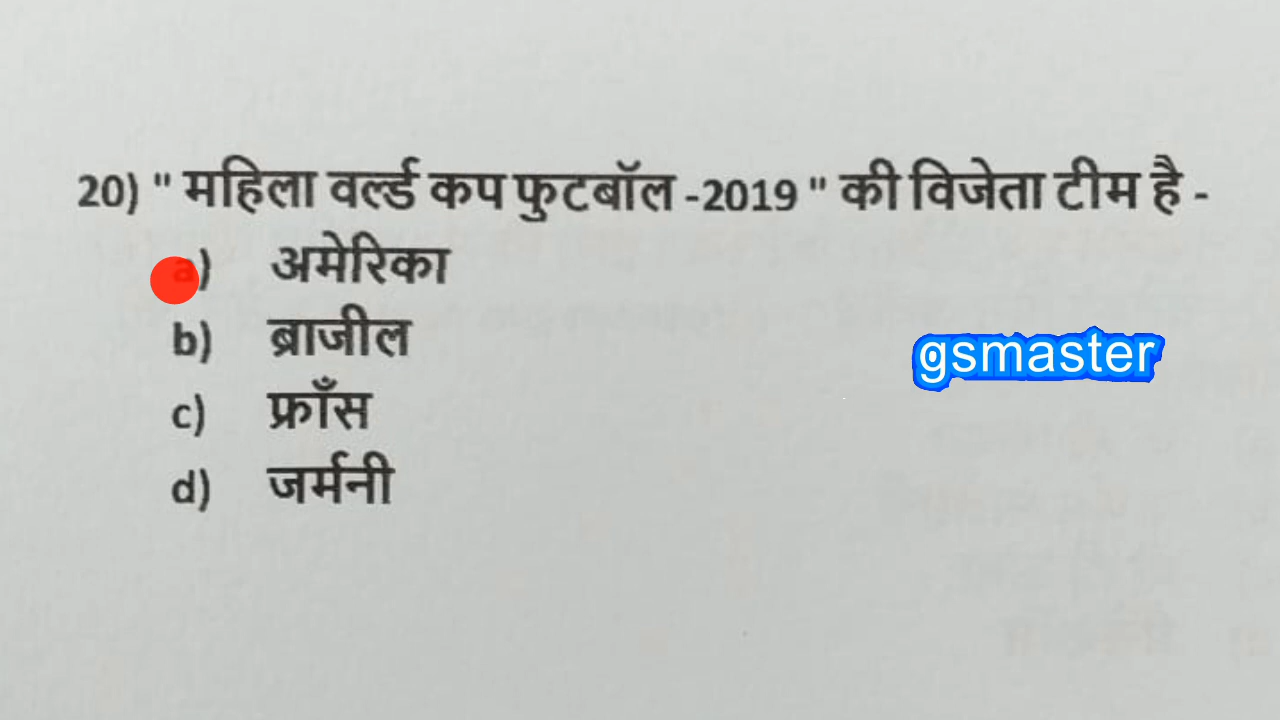 20) " महिला वर्ल्ड कप फुटबॉल -2019 " की विजेता टीम है -
a) अमेरिका
b) ब्राजील
c) फ्राँस
d) जर्मनी
gsmaster